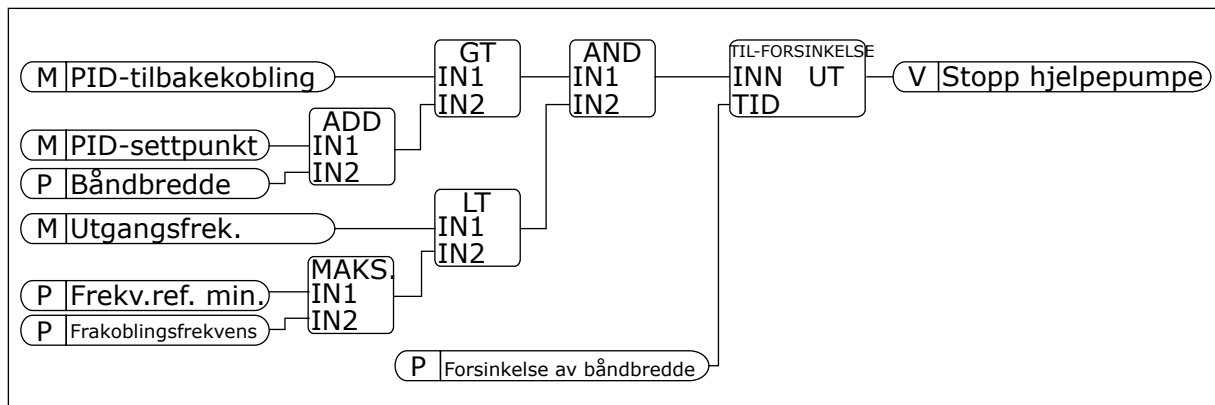 GT
AND
TIL-FORSINKELSE
M PID-tilbakekobling
IN1
IN1
INN UT
V Stopp hjelpepumpe
IN2
IN2
TID
ADD
M PID-settpunkt
IN1
P Båndbredde
IN2
LT
M Utgangsfrek.
IN1
IN2
MAKS.
P Frekv.ref. min.
IN1
P Frakoblingsfrekvens
IN2
P Forsinkelse av båndbredde